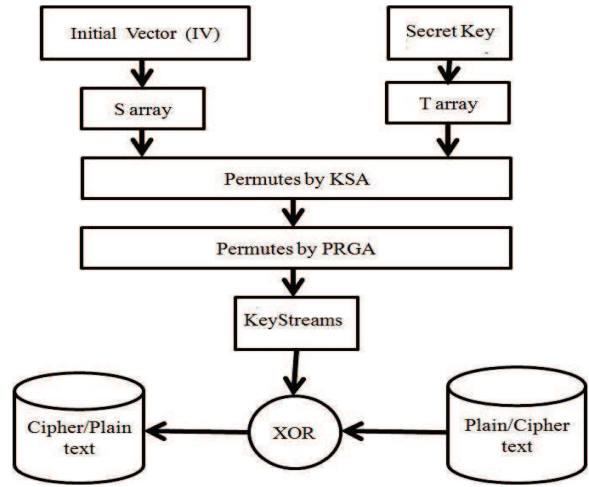 Initial Vector (IV)
Secret Key
S array
T array
Permutes by KSA
Permutes by PRGA
KeyStreams
Cipher/Plain
text
XOR
Plain/Cipher
text